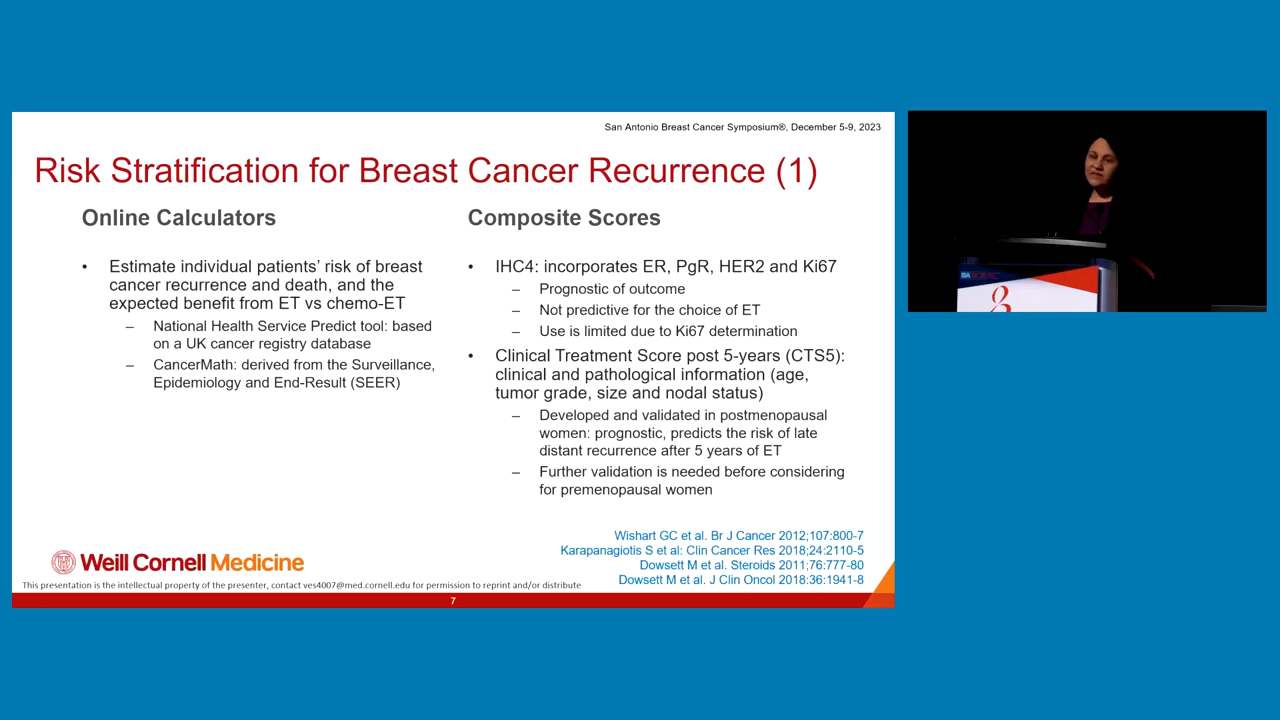 San Antonio Breast Cancer Symposium®, December 5-9, 2023
Risk Stratification for Breast Cancer Recurrence (1)
Online Calculators
• Estimate individual patients’ risk of breast
cancer recurrence and death, and the
expected benefit from ET vs chemo-ET
– National Health Service Predict tool: based
on a UK cancer registry database
– CancerMath: derived from the Surveillance,
Epidemiology and End-Result (SEER)
Composite Scores
• IHC4: incorporates ER, PgR, HER2 and Ki67
– Prognostic of outcome
– Not predictive for the choice of ET
– Use is limited due to Ki67 determination
• Clinical Treatment Score post 5-years (CTS5):
clinical and pathological information (age,
tumor grade, size and nodal status)
– Developed and validated in postmenopausal
women: prognostic, predicts the risk of late
distant recurrence after 5 years of ET
– Further validation is needed before considering
for premenopausal women
Wishart GC et al. Br J Cancer 2012;107:800-7
Karapanagiotis S et al: Clin Cancer Res 2018;24:2110-5
Dowsett M et al. Steroids 2011;76:777-80
Dowsett M et al. J Clin Oncol 2018:36:1941-8
Weill Cornell Medicine
This presentation is the intellectual property of the presenter, contact ves4007@med.cornell.edu for permission to reprint and/or distribute
7